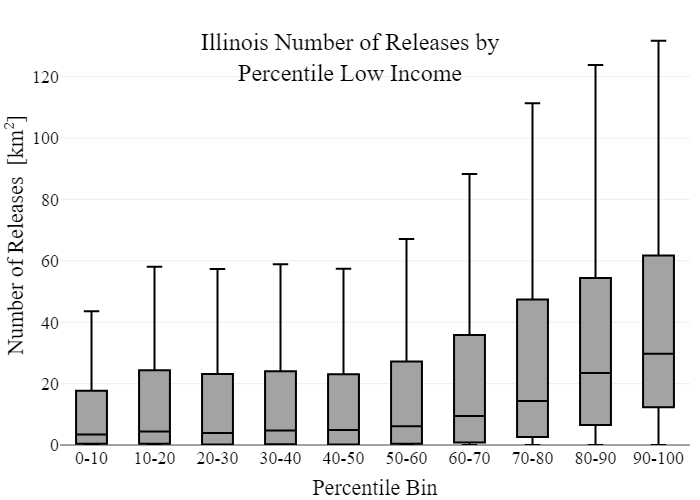 Illinois Number of Releases by
Percentile Low Income
Number of Releases [km²]
120
100
80
60
40
20
0
0-10 10-20 20-30 30-40 40-50 50-60 60-70 70-80 80-90 90-100
Percentile Bin